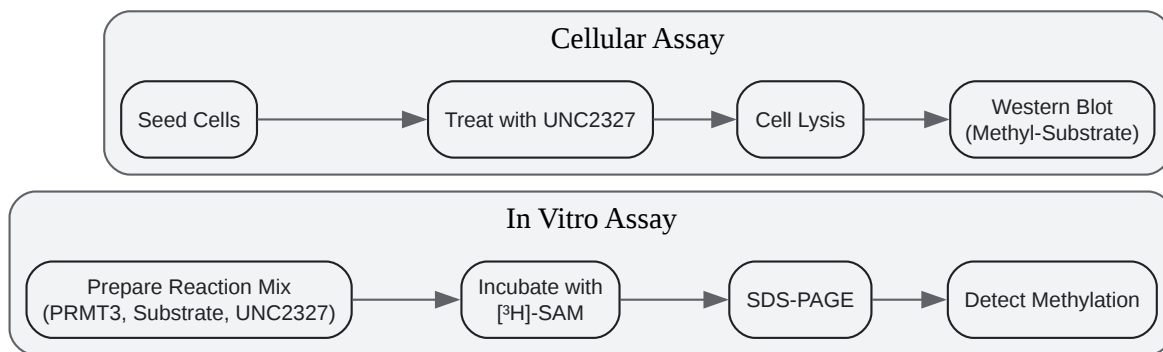 Cellular Assay
Seed Cells
Treat with UNC2327
Cell Lysis
Western Blot
(Methyl-Substrate)
In Vitro Assay
Prepare Reaction Mix
(PRMT3, Substrate, UNC2327)
Incubate with
[³H]-SAM
SDS-PAGE
Detect Methylation